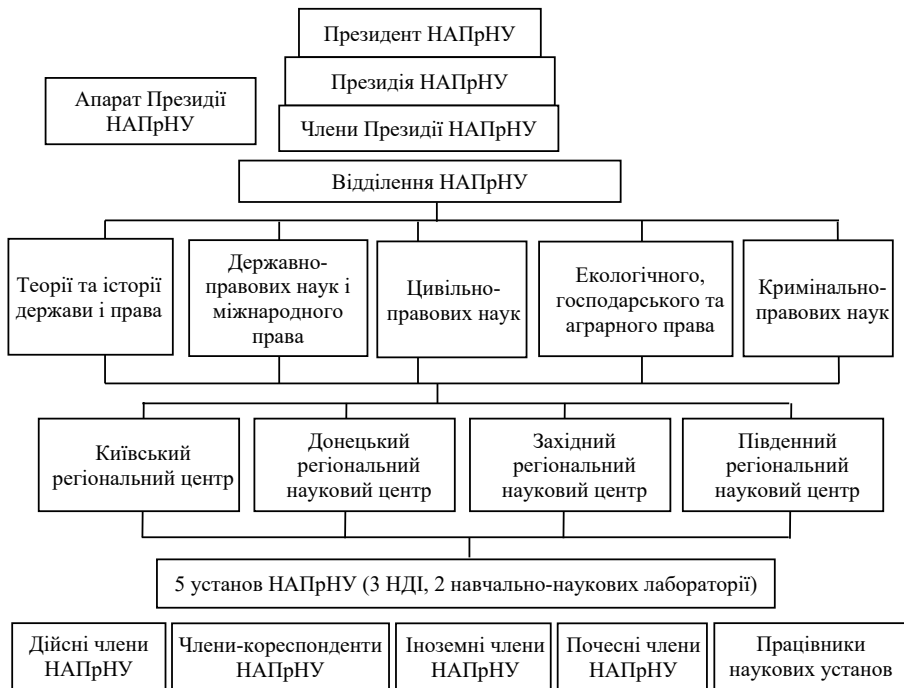 Президент НАПрНУ
Президія НАПрНУ
Апарат Президії
НАПрНУ
Члени Президії НАПрНУ
Відділення НАПрНУ
Теорії та історії
держави і права
Державно-
правових наук і
міжнародного
права
Цивільно-
правових наук
Екологічного,
господарського та
аграрного права
Кримінально-
правових наук
Київський
регіональний центр
Донецький
регіональний
науковий центр
Західний
регіональний
науковий центр
Південний
регіональний
науковий центр
5 установ НАПрНУ (3 НДІ, 2 навчально-наукових лабораторії)
Дійсні члени
НАПрНУ
Члени-кореспонденти
НАПрНУ
Іноземні члени
НАПрНУ
Почесні члени
НАПрНУ
Працівники
наукових установ